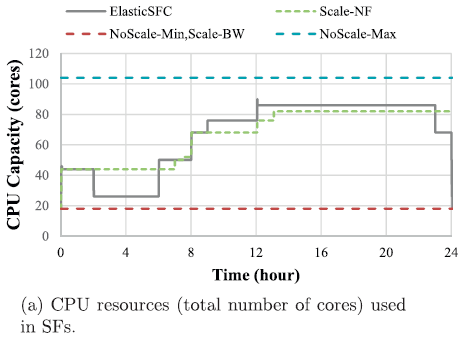 ElasticSFC
Scale-NF
NoScale-Min,Scale-BW
NoScale-Max
120
100
80
60
40
20
0
CPU Capacity (cores)
0 4 8 12 16 20 24
Time (hour)
(a) CPU resources (total number of cores) used
in SFs.